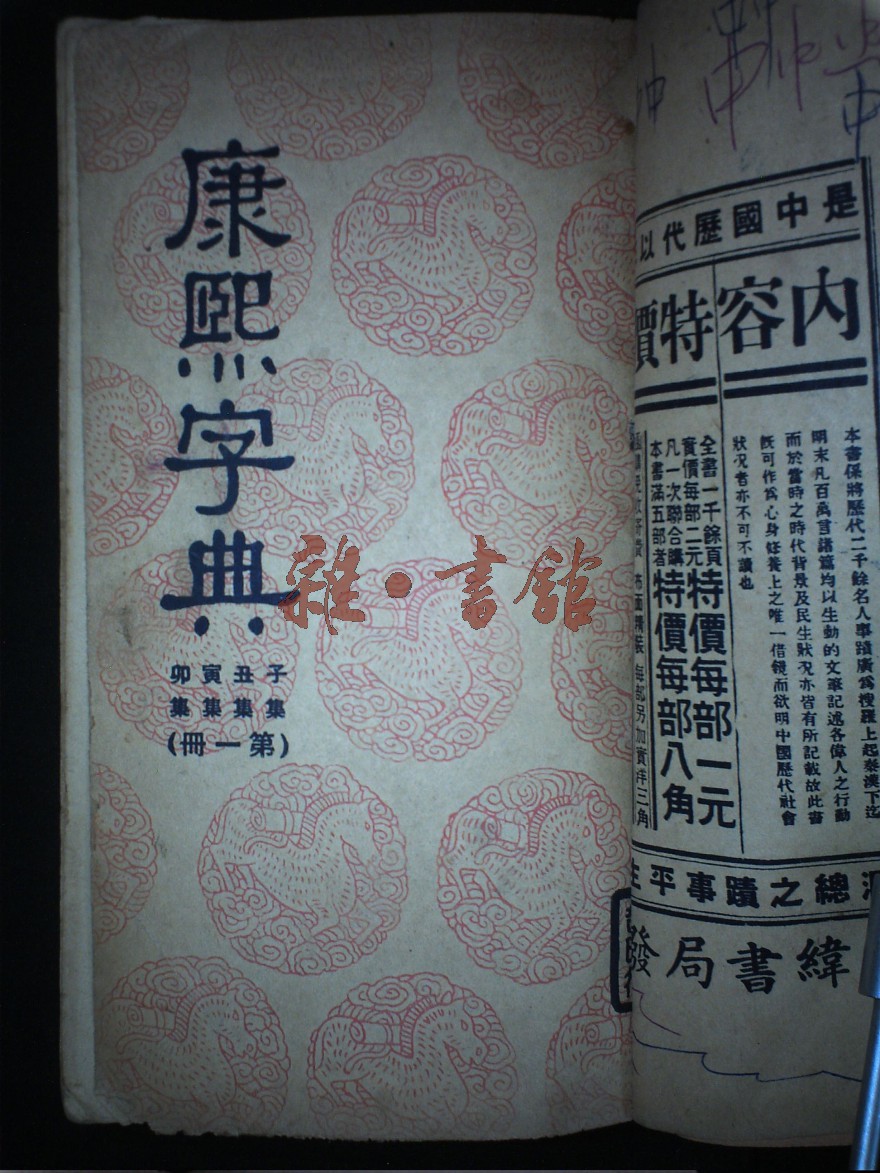 康熙字典
子集
丑集
寅集
卯集
(第一冊)
雜·書館
是中國歷代以
內容
特價
本書係將歷代二千餘名人事蹟廣為搜羅上起秦漢下迄
明末凡百萬言諸篇均以生動的文筆記述各偉人之行動
而於當時之時代背景及民生狀況亦皆有所記載故此書
既可作為心身修養上之唯一借鏡而欲明中國歷代社會
狀況者亦不可不讀也
全書一千餘頁
實價每部二元特價每部一元
凡一次聯合購
本書滿五部者特價每部八角
布面精裝 每部另加實洋三角
總之蹟事平生
緯書局發